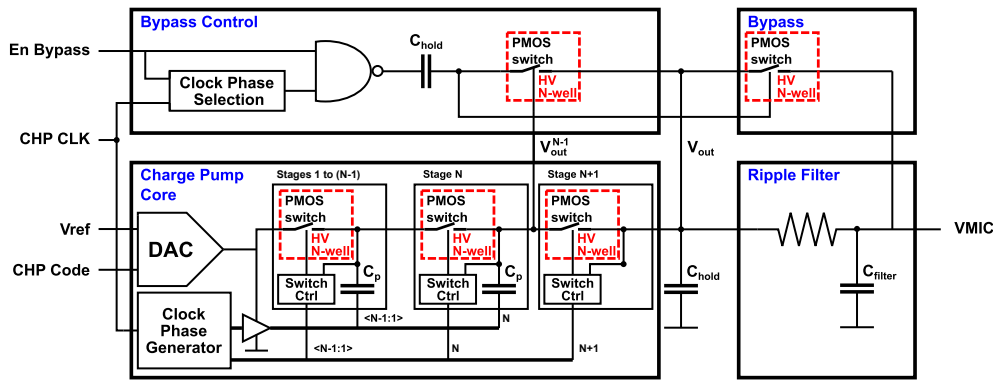 Bypass Control
Bypass
En Bypass
Clock Phase
Selection
Chold
PMOS
switch
HV
N-well
PMOS
switch
HV
N-well
CHP CLK
VoutN-1
Vout
Charge Pump
Core
Stages 1 to (N-1)
Stage N
Stage N+1
Ripple Filter
PMOS
switch
HV
N-well
PMOS
switch
HV
N-well
PMOS
switch
HV
N-well
Vref
DAC
CHP Code
VMIC
Switch
Ctrl
Cp
Switch
Ctrl
Cp
Switch
Ctrl
Chold
Cfilter
Clock
Phase
Generator
<N-1:1>
N
<N-1:1>
N
N+1